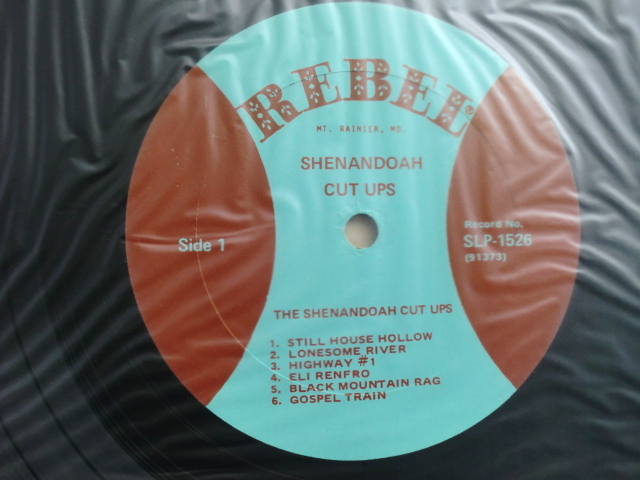 REBEL®
MT. RAINIER, MD.
SHENANDOAH
CUT UPS
Side 1
Record No.
SLP-1526
(91373)
THE SHENANDOAH CUT UPS
1. STILL HOUSE HOLLOW
2. LONESOME RIVER
3. HIGHWAY #1
4. ELI RENFRO
5. BLACK MOUNTAIN RAG
6. GOSPEL TRAIN